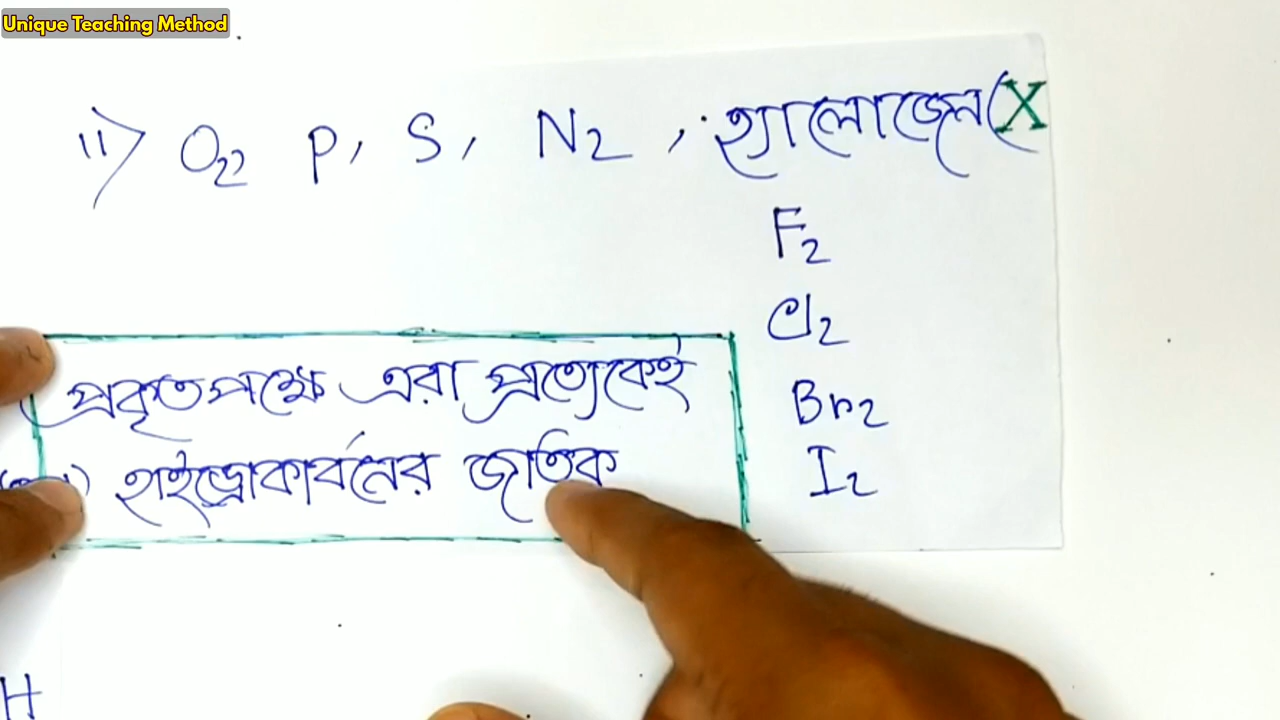 Unique Teaching Method
ii) O2, P, S, N2, হ্যালোজেন (X
F2
Cl2
Br2
I2
প্রকৃতপক্ষে এরা প্রত্যেকেই
হাইড্রোকার্বনের জাতিক
H